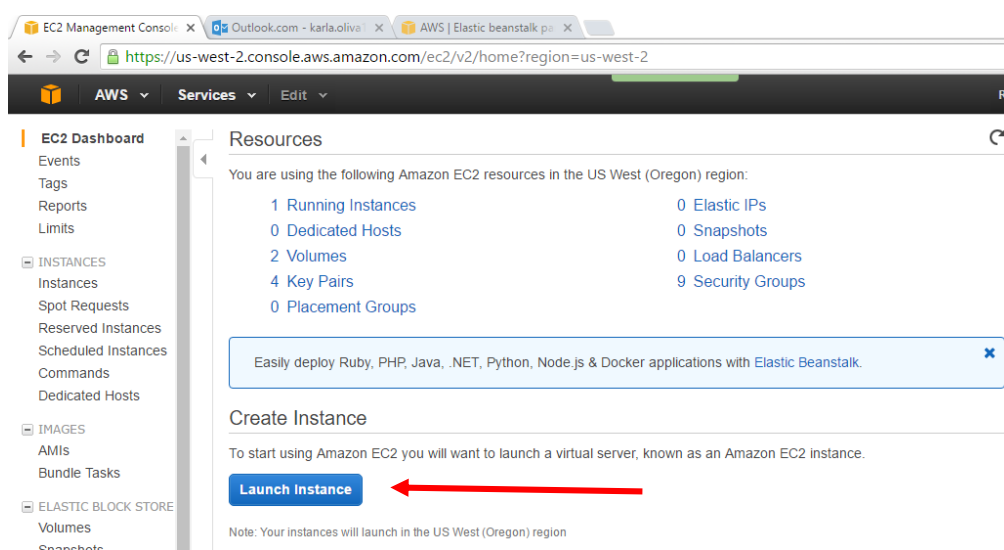 EC2 Management Console
Outlook.com - karla.oliva1
AWS | Elastic beanstalk pa
https://us-west-2.console.aws.amazon.com/ec2/v2/home?region=us-west-2
AWS Services Edit
EC2 Dashboard
Events
Tags
Reports
Limits
INSTANCES
Instances
Spot Requests
Reserved Instances
Scheduled Instances
Commands
Dedicated Hosts
IMAGES
AMIs
Bundle Tasks
ELASTIC BLOCK STORE
Volumes
Snapshots
Resources
You are using the following Amazon EC2 resources in the US West (Oregon) region:
1 Running Instances 0 Elastic IPs
0 Dedicated Hosts 0 Snapshots
2 Volumes 0 Load Balancers
4 Key Pairs 9 Security Groups
0 Placement Groups
Easily deploy Ruby, PHP, Java, .NET, Python, Node.js & Docker applications with Elastic Beanstalk.
Create Instance
To start using Amazon EC2 you will want to launch a virtual server, known as an Amazon EC2 instance.
Launch Instance
Note: Your instances will launch in the US West (Oregon) region